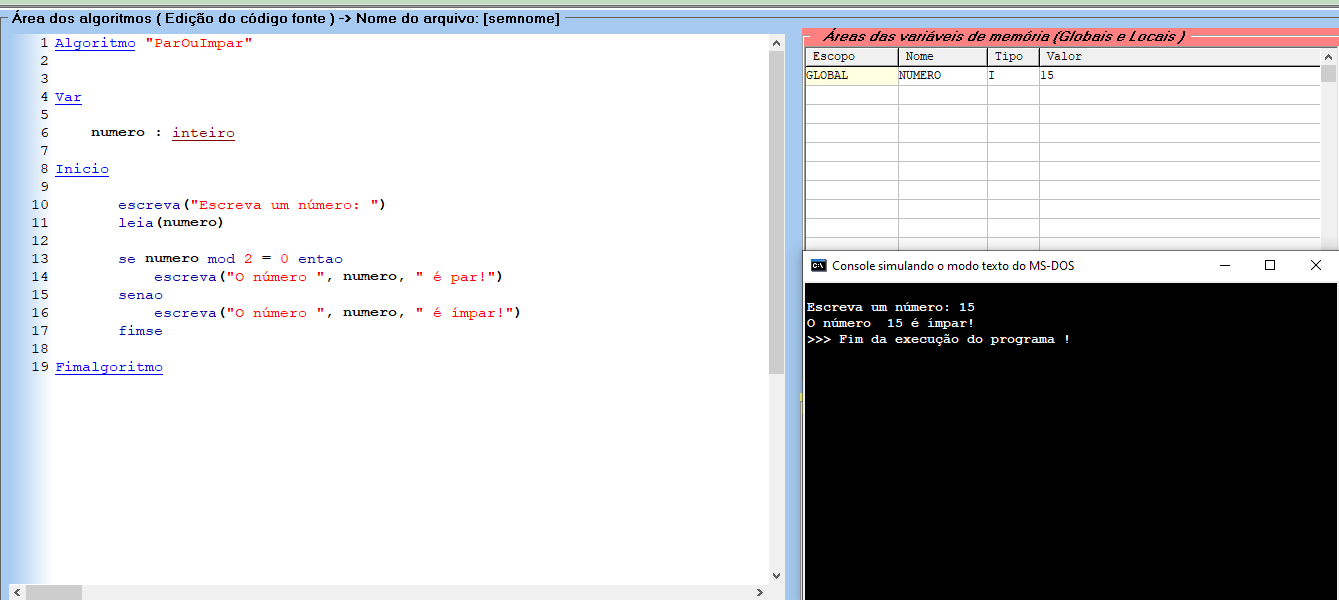 Área dos algoritmos ( Edição do código fonte ) -> Nome do arquivo: [semnome]
1 Algoritmo "ParOuImpar"
2
3
4 Var
5
6 numero : inteiro
7
8 Inicio
9
10 escreva("Escreva um número: ")
11 leia(numero)
12
13 se numero mod 2 = 0 entao
14 escreva("O número ", numero, " é par!")
15 senao
16 escreva("O número ", numero, " é ímpar!")
17 fimse
18
19 Fimalgoritmo
Áreas das variáveis de memória (Globais e Locais )
Escopo Nome Tipo Valor
GLOBAL NUMERO I 15
Console simulando o modo texto do MS-DOS
Escreva um número: 15
O número  15 é ímpar!
>>> Fim da execução do programa !